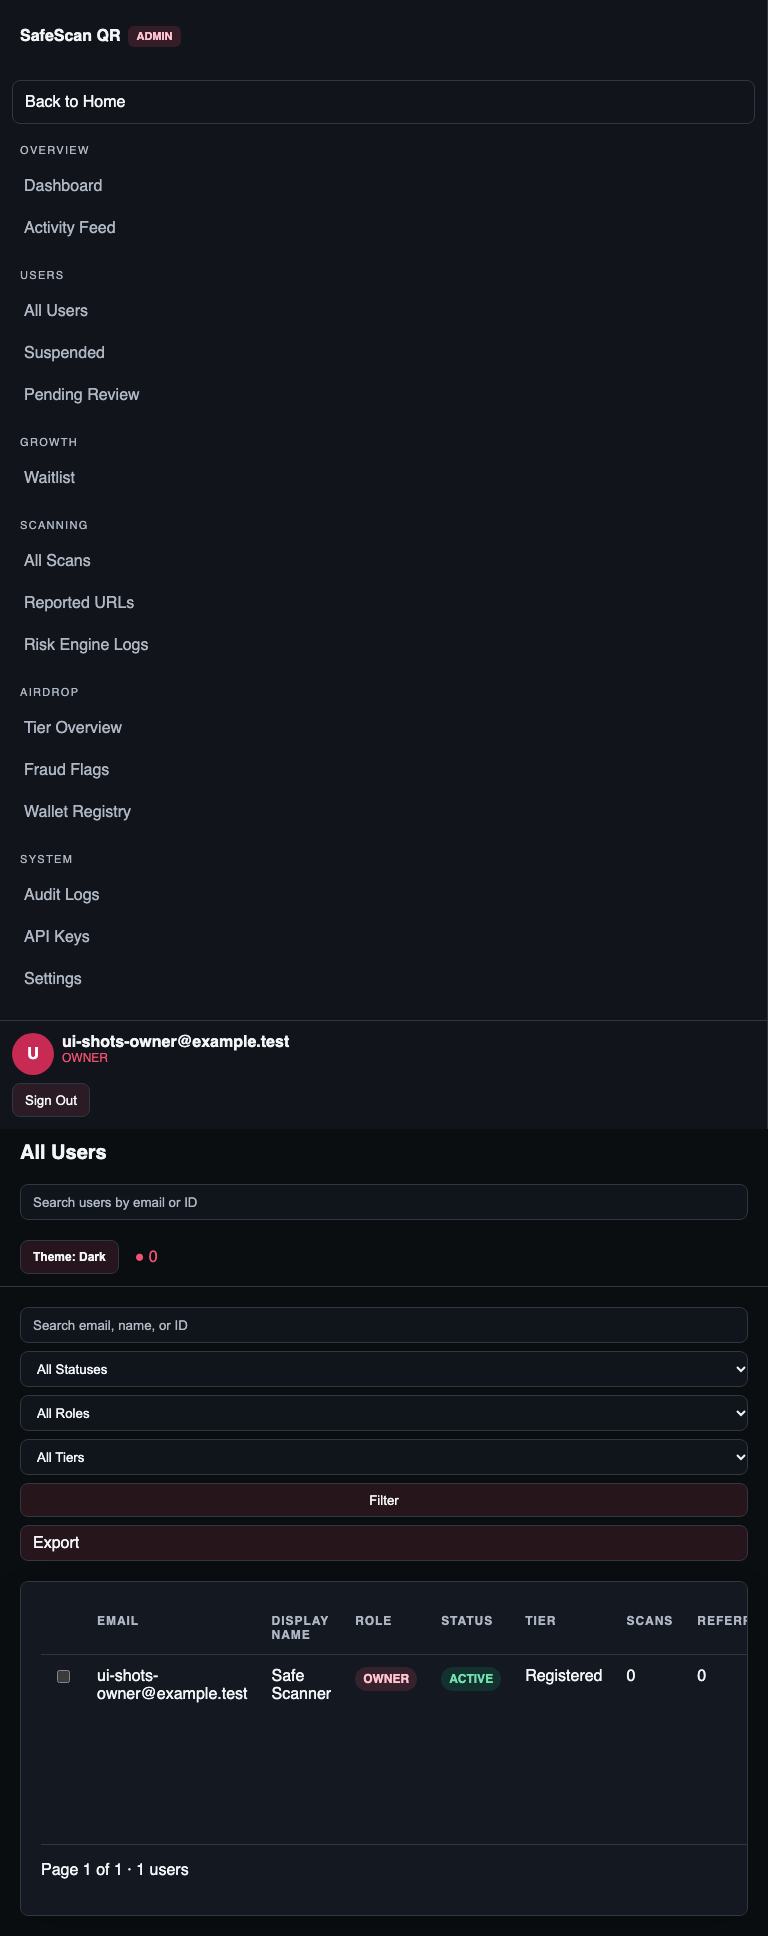 SafeScan QR ADMIN
Back to Home
OVERVIEW
Dashboard
Activity Feed
USERS
All Users
Suspended
Pending Review
GROWTH
Waitlist
SCANNING
All Scans
Reported URLs
Risk Engine Logs
AIRDROP
Tier Overview
Fraud Flags
Wallet Registry
SYSTEM
Audit Logs
API Keys
Settings
U
ui-shots-owner@example.test
OWNER
Sign Out
All Users
Search users by email or ID
Theme: Dark
0
Search email, name, or ID
All Statuses
All Roles
All Tiers
Filter
Export
EMAIL DISPLAY NAME ROLE STATUS TIER SCANS REFERR
ui-shots-owner@example.test Safe Scanner OWNER ACTIVE Registered 0 0
Page 1 of 1 · 1 users